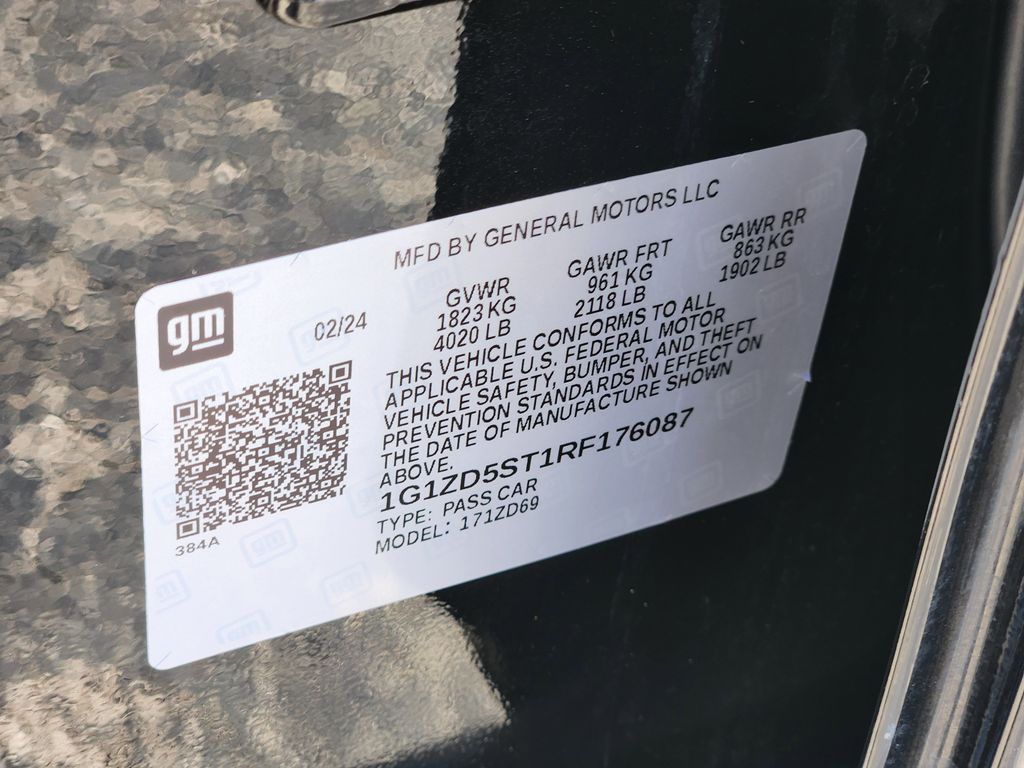 MFD BY GENERAL MOTORS LLC
gm
02/24
GVWR
1823 KG
4020 LB
GAWR FRT
961 KG
2118 LB
GAWR RR
863 KG
1902 LB
THIS VEHICLE CONFORMS TO ALL
APPLICABLE U.S. FEDERAL MOTOR
VEHICLE SAFETY, BUMPER, AND THEFT
PREVENTION STANDARDS IN EFFECT ON
THE DATE OF MANUFACTURE SHOWN
ABOVE.
1G1ZD5ST1RF176087
TYPE: PASS CAR
MODEL: 171ZD69
384A